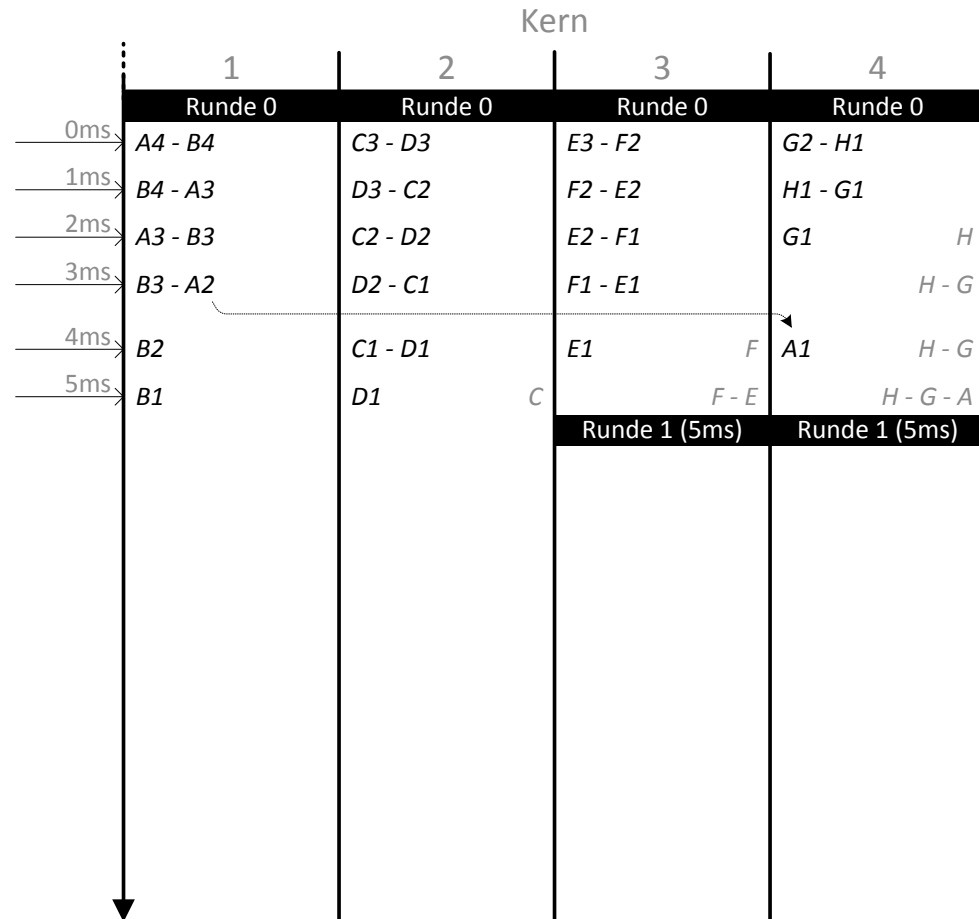 Kern
1 2 3 4
Runde 0 Runde 0 Runde 0 Runde 0
0ms A4 - B4 C3 - D3 E3 - F2 G2 - H1
1ms B4 - A3 D3 - C2 F2 - E2 H1 - G1
2ms A3 - B3 C2 - D2 E2 - F1 G1 H
3ms B3 - A2 D2 - C1 F1 - E1 H - G
4ms B2 C1 - D1 E1 F A1 H - G
5ms B1 D1 C F - E H - G - A
Runde 1 (5ms) Runde 1 (5ms)